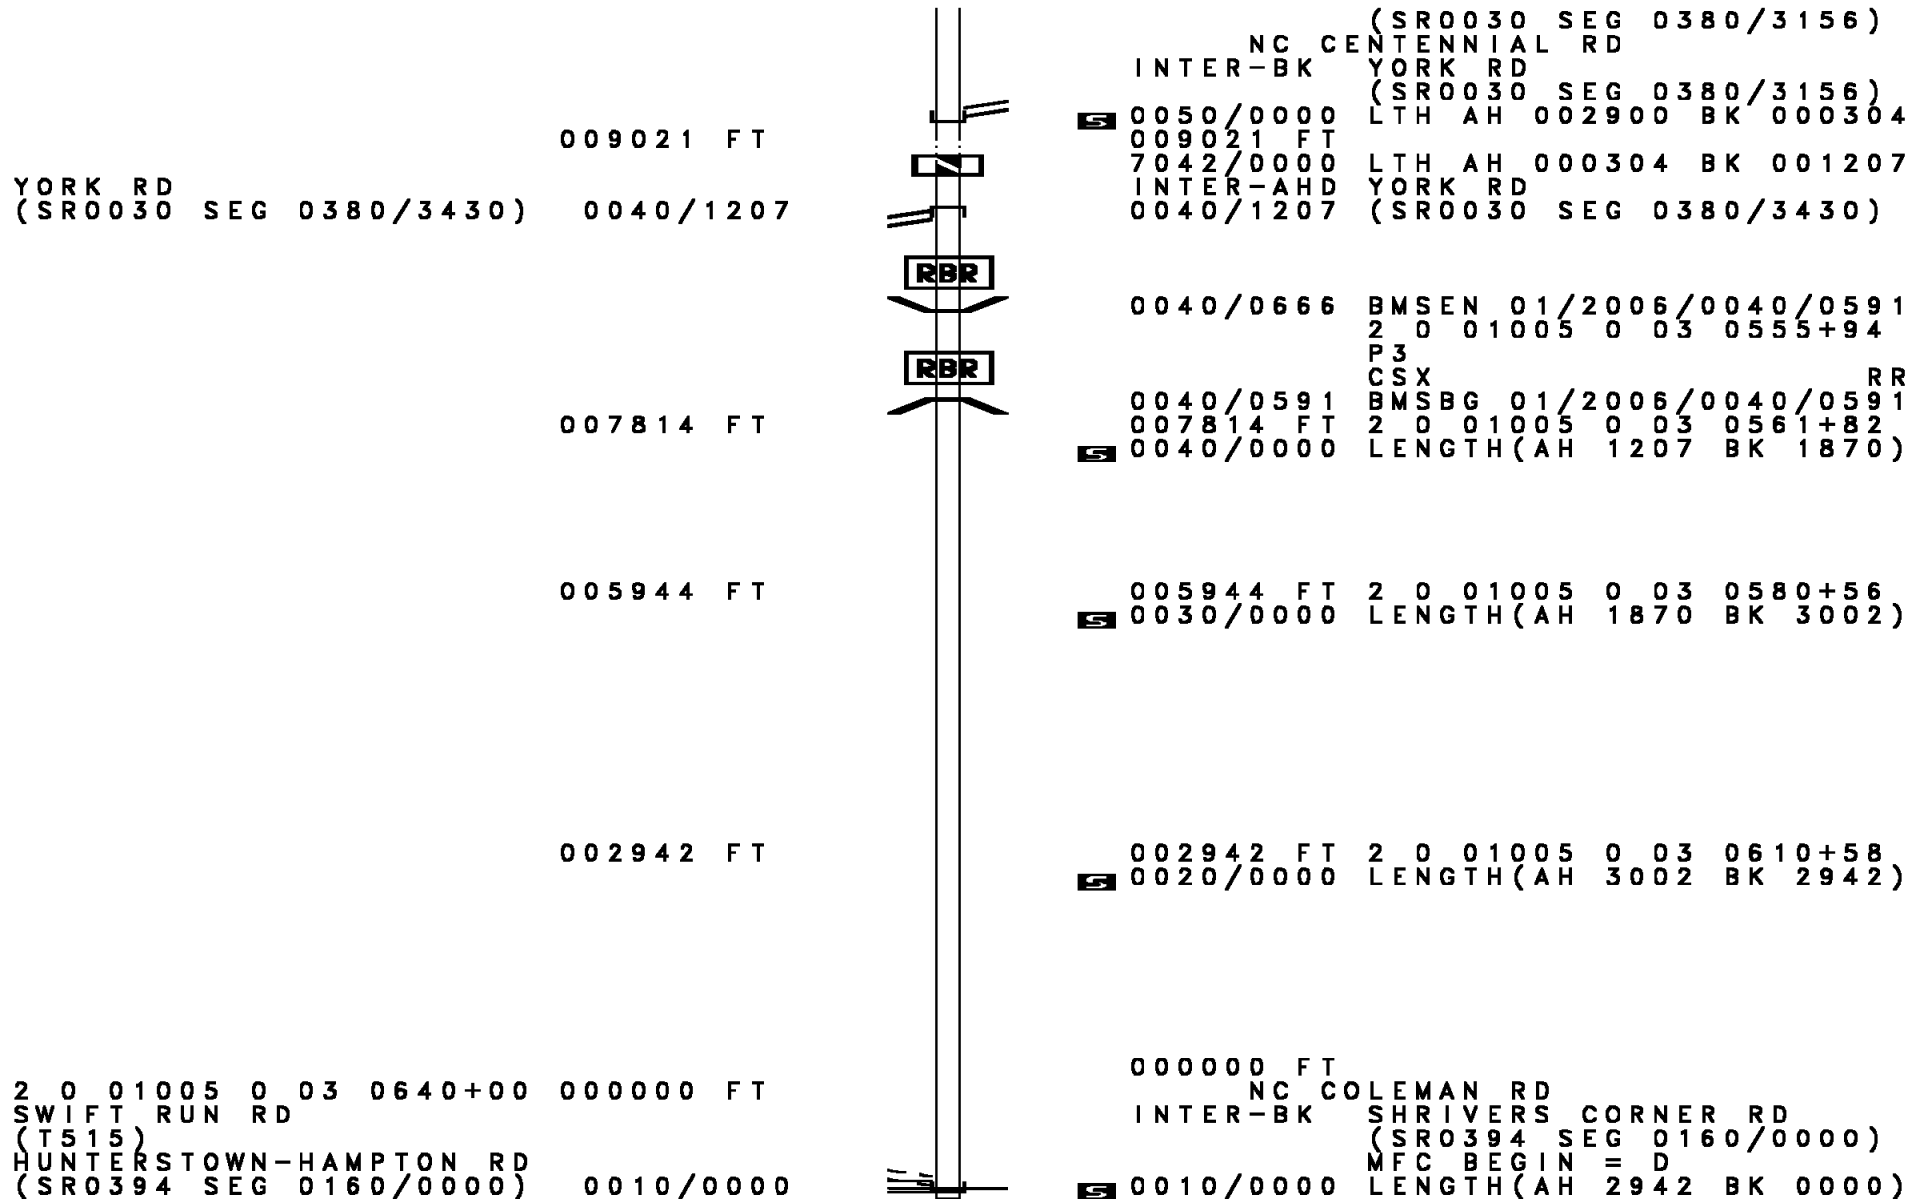 (SR0030 SEG 0380/3156)
NC CENTENNIAL RD
INTER-BK YORK RD
(SR0030 SEG 0380/3156)
S 0050/0000 LTH AH 002900 BK 000304
009021 FT 009021 FT
7042/0000 LTH AH 000304 BK 001207
YORK RD INTER-AHD YORK RD
(SR0030 SEG 0380/3430) 0040/1207 0040/1207 (SR0030 SEG 0380/3430)
RBR
0040/0666 BMSEN 01/2006/0040/0591
2 0 01005 0 03 0555+94
P3
RBR
CSX RR
0040/0591 BMSBG 01/2006/0040/0591
007814 FT 007814 FT 2 0 01005 0 03 0561+82
S 0040/0000 LENGTH(AH 1207 BK 1870)
005944 FT 005944 FT 2 0 01005 0 03 0580+56
S 0030/0000 LENGTH(AH 1870 BK 3002)
002942 FT 002942 FT 2 0 01005 0 03 0610+58
S 0020/0000 LENGTH(AH 3002 BK 2942)
000000 FT
2 0 01005 0 03 0640+00 000000 FT NC COLEMAN RD
SWIFT RUN RD INTER-BK SHRIVERS CORNER RD
(T515) (SR0394 SEG 0160/0000)
HUNTERSTOWN-HAMPTON RD MFC BEGIN = D
(SR0394 SEG 0160/0000) 0010/0000 S 0010/0000 LENGTH(AH 2942 BK 0000)